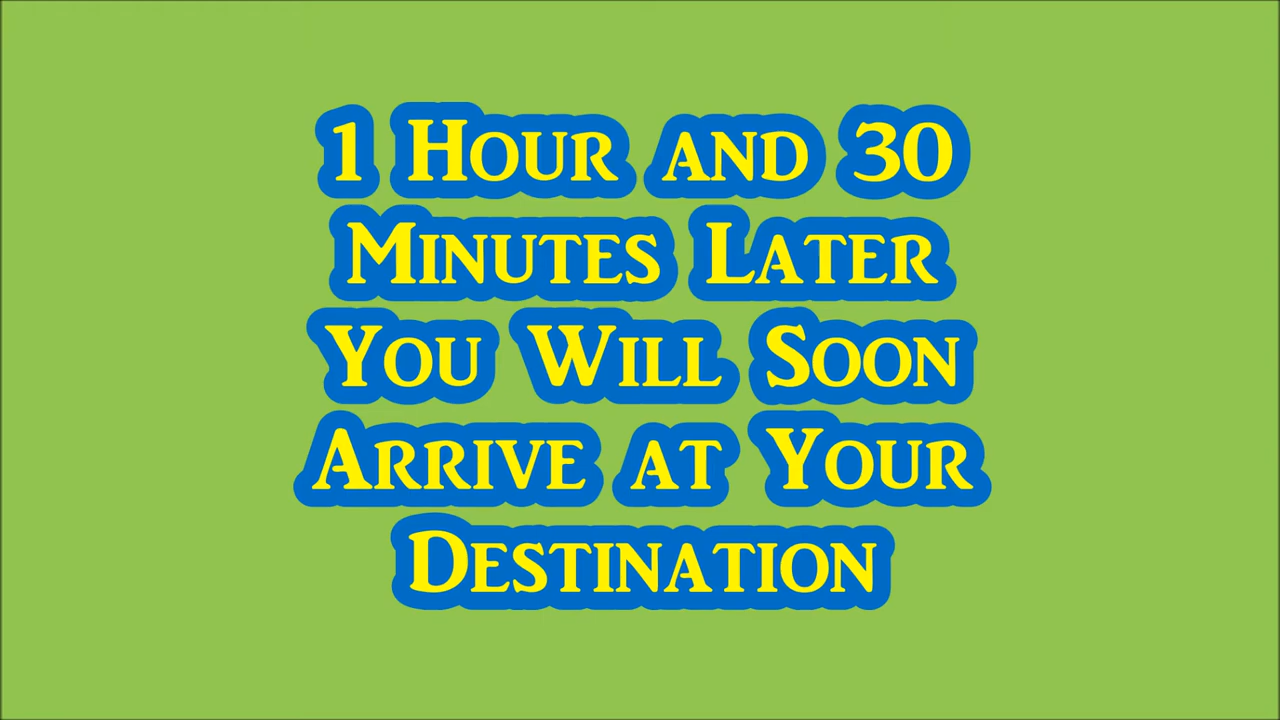 1 Hour and 30
Minutes Later
You Will Soon
Arrive at Your
Destination